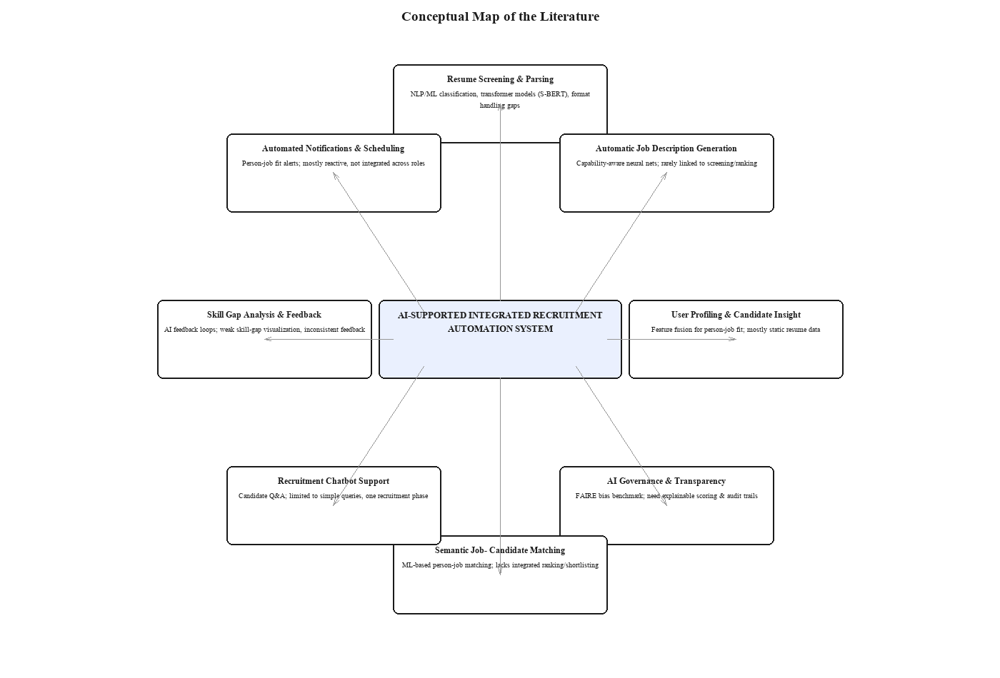 Conceptual Map of the Literature
Resume Screening & Parsing
NLP/ML classification, transformer models (S-BERT), format
handling gaps
Automated Notifications & Scheduling
Person-job fit alerts; mostly reactive, not integrated across roles
Automatic Job Description Generation
Capability-aware neural nets; rarely linked to screening/ranking
Skill Gap Analysis & Feedback
AI feedback loops; weak skill-gap visualization, inconsistent feedback
AI-SUPPORTED INTEGRATED RECRUITMENT
AUTOMATION SYSTEM
User Profiling & Candidate Insight
Feature fusion for person-job fit; mostly static resume data
Recruitment Chatbot Support
Candidate Q&A; limited to simple queries, one recruitment phase
AI Governance & Transparency
FAIRE bias benchmark; need explainable scoring & audit trails
Semantic Job- Candidate Matching
ML-based person-job matching; lacks integrated ranking/shortlisting